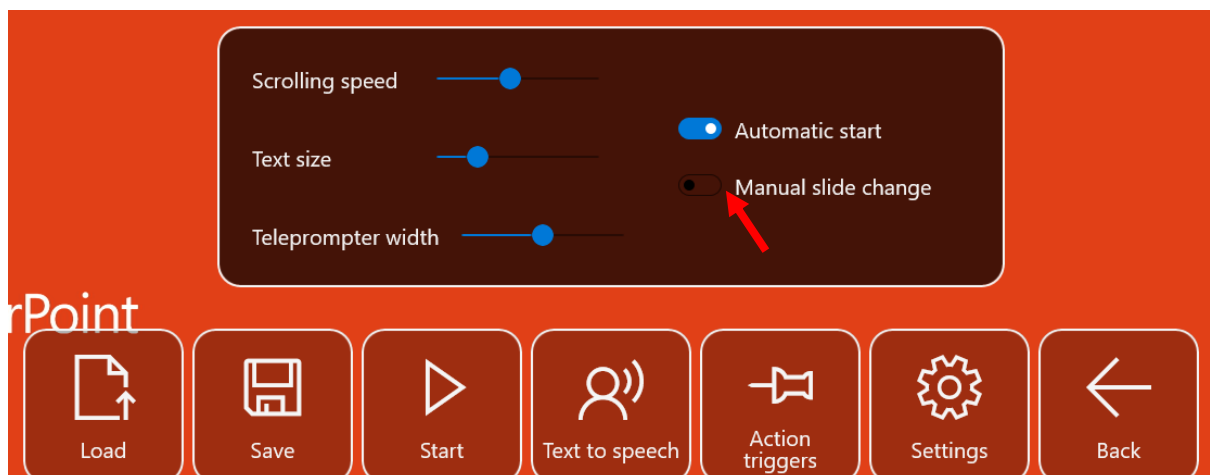 Scrolling speed
Automatic start
Text size
Manual slide change
Teleprompter width
rPoint
Load
Save
Start
Text to speech
Action
triggers
Settings
Back